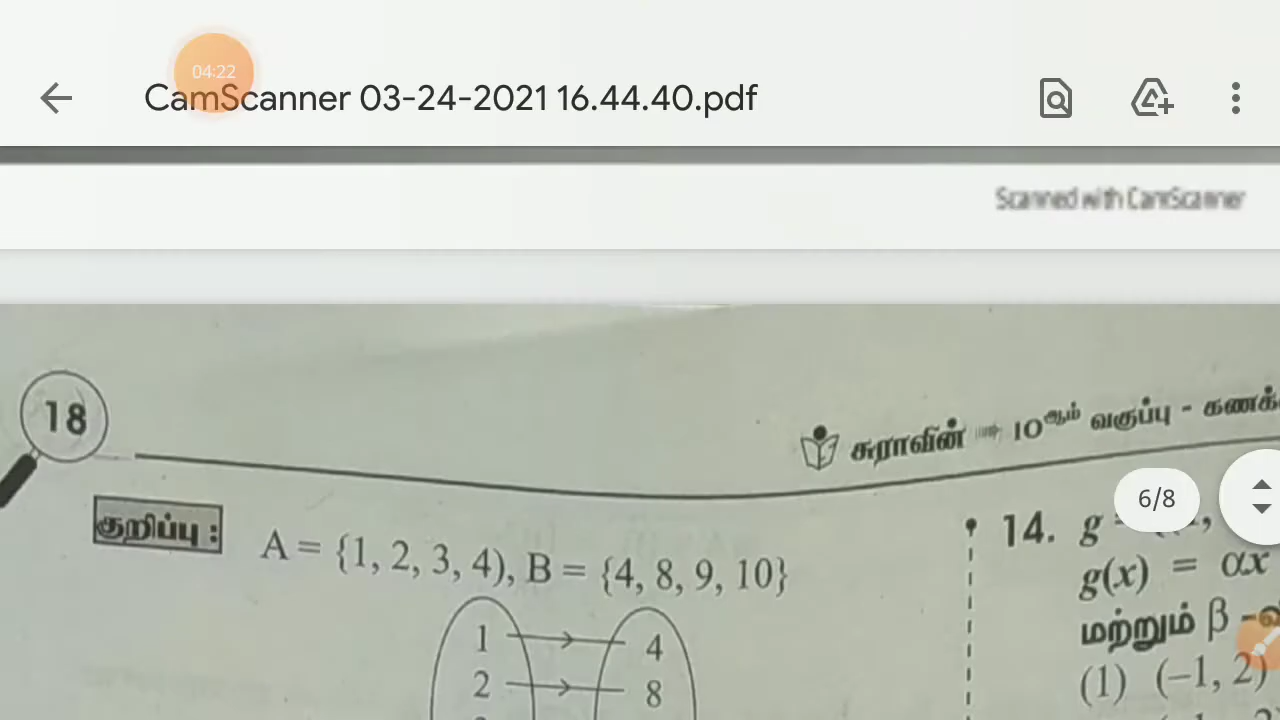 04:22
CamScanner 03-24-2021 16.44.40.pdf
Scanned with CamScanner
18
சுராவின் 10ஆம் வகுப்பு -
6/8
குறிப்பு :
A = {1, 2, 3, 4), B = {4, 8, 9, 10}
1 4
2 8
14. g
g(x) = αx
மற்றும் β
(1) (–1, 2)